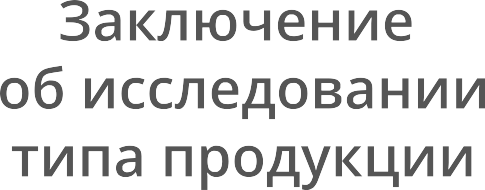 Заключение
об исследовании
типа продукции